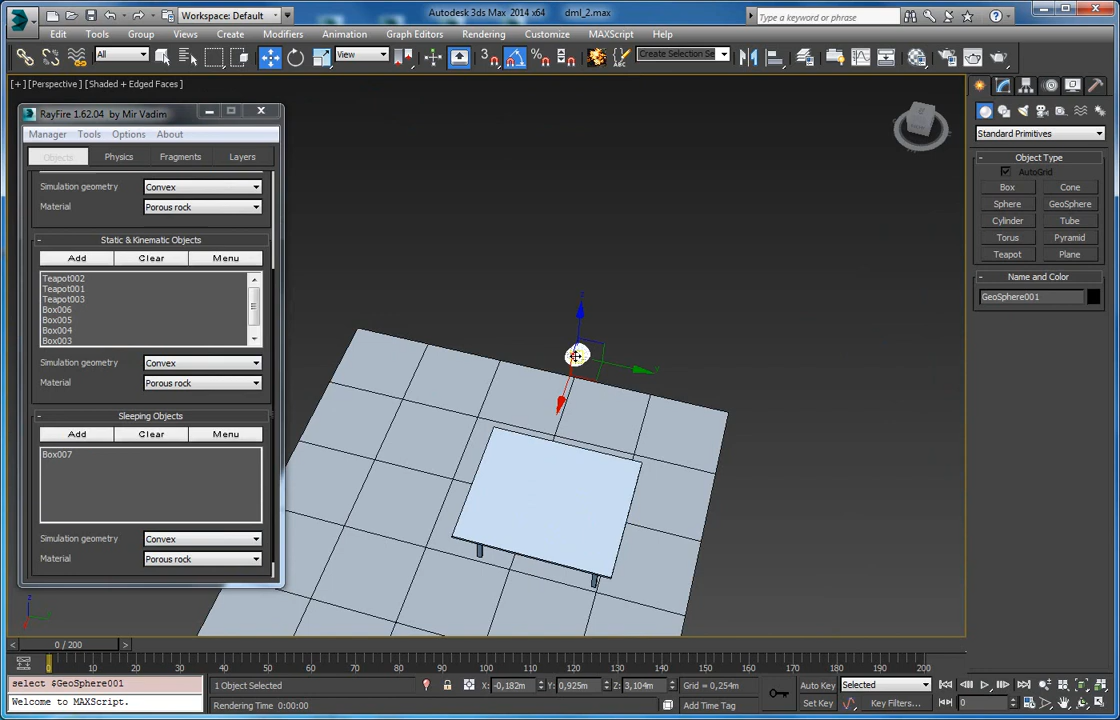 Workspace: Default
Autodesk 3ds Max 2014 x64
dml_2.max
Type a keyword or phrase
Edit
Tools
Group
Views
Create
Modifiers
Animation
Graph Editors
Rendering
Customize
MAXScript
Help
All
View
3
Create Selection Se
[+] [Perspective] [Shaded + Edged Faces]
RayFire 1.62.04 by Mir Vadim
Manager
Tools
Options
About
Objects
Physics
Fragments
Layers
Simulation geometry
Convex
Material
Porous rock
Static & Kinematic Objects
Add
Clear
Menu
Teapot002
Teapot001
Teapot003
Box006
Box005
Box004
Box003
Simulation geometry
Convex
Material
Porous rock
Sleeping Objects
Add
Clear
Menu
Box007
Simulation geometry
Convex
Material
Porous rock
z
y
Standard Primitives
Object Type
AutoGrid
Box
Cone
Sphere
GeoSphere
Cylinder
Tube
Torus
Pyramid
Teapot
Plane
Name and Color
GeoSphere001
z
0 / 200
0 10 20 30 40 50 60 70 80 90 100 110 120 130 140 150 160 170 180 190 200
select $GeoSphere001
Welcome to MAXScript.
1 Object Selected
Rendering Time 0:00:00
X: -0,182m
Y: 0,925m
Z: 3,104m
Grid = 0,254m
Add Time Tag
Auto Key
Selected
Set Key
Key Filters...
0